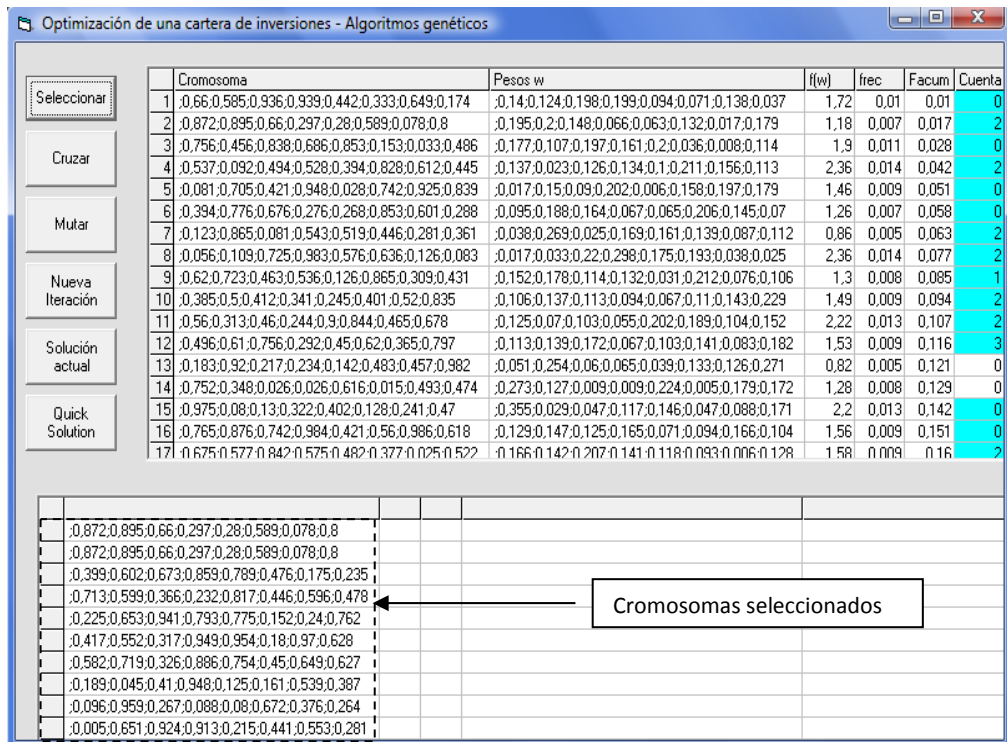 Optimización de una cartera de inversiones - Algoritmos genéticos
Seleccionar
Cruzar
Mutar
Nueva
Iteración
Solución
actual
Quick
Solution
Cromosoma Pesos w f(w) frec Facum Cuenta
1 ;0,66;0,585;0,936;0,939;0,442;0,333;0,649;0,174 ;0,14;0,124;0,198;0,199;0,094;0,071;0,138;0,037 1,72 0,01 0,01 0
2 ;0,872;0,895;0,66;0,297;0,28;0,589;0,078;0,8 ;0,195;0,2;0,148;0,066;0,063;0,132;0,017;0,179 1,18 0,007 0,017 2
3 ;0,756;0,456;0,838;0,686;0,853;0,153;0,033;0,486 ;0,177;0,107;0,197;0,161;0,2;0,036;0,008;0,114 1,9 0,011 0,028 0
4 ;0,537;0,092;0,494;0,528;0,394;0,828;0,612;0,445 ;0,137;0,023;0,126;0,134;0,1;0,211;0,156;0,113 2,36 0,014 0,042 2
5 ;0,081;0,705;0,421;0,948;0,028;0,742;0,925;0,839 ;0,017;0,15;0,09;0,202;0,006;0,158;0,197;0,179 1,46 0,009 0,051 0
6 ;0,394;0,776;0,676;0,276;0,268;0,853;0,601;0,288 ;0,095;0,188;0,164;0,067;0,065;0,206;0,145;0,07 1,26 0,007 0,058 0
7 ;0,123;0,865;0,081;0,543;0,519;0,446;0,281;0,361 ;0,038;0,269;0,025;0,169;0,161;0,139;0,087;0,112 0,86 0,005 0,063 2
8 ;0,056;0,109;0,725;0,983;0,576;0,636;0,126;0,083 ;0,017;0,033;0,22;0,298;0,175;0,193;0,038;0,025 2,36 0,014 0,077 2
9 ;0,62;0,723;0,463;0,536;0,126;0,865;0,309;0,431 ;0,152;0,178;0,114;0,132;0,031;0,212;0,076;0,106 1,3 0,008 0,085 1
10 ;0,385;0,5;0,412;0,341;0,245;0,401;0,52;0,835 ;0,106;0,137;0,113;0,094;0,067;0,11;0,143;0,229 1,49 0,009 0,094 2
11 ;0,56;0,313;0,46;0,244;0,9;0,844;0,465;0,678 ;0,125;0,07;0,103;0,055;0,202;0,189;0,104;0,152 2,22 0,013 0,107 2
12 ;0,496;0,61;0,756;0,292;0,45;0,62;0,365;0,797 ;0,113;0,139;0,172;0,067;0,103;0,141;0,083;0,182 1,53 0,009 0,116 3
13 ;0,183;0,92;0,217;0,234;0,142;0,483;0,457;0,982 ;0,051;0,254;0,06;0,065;0,039;0,133;0,126;0,271 0,82 0,005 0,121 0
14 ;0,752;0,348;0,026;0,026;0,616;0,015;0,493;0,474 ;0,273;0,127;0,009;0,009;0,224;0,005;0,179;0,172 1,28 0,008 0,129 0
15 ;0,975;0,08;0,13;0,322;0,402;0,128;0,241;0,47 ;0,355;0,029;0,047;0,117;0,146;0,047;0,088;0,171 2,2 0,013 0,142 0
16 ;0,765;0,876;0,742;0,984;0,421;0,56;0,986;0,618 ;0,129;0,147;0,125;0,165;0,071;0,094;0,166;0,104 1,56 0,009 0,151 0
17 ;0,675;0,577;0,842;0,575;0,482;0,377;0,025;0,522 ;0,166;0,142;0,207;0,141;0,118;0,093;0,006;0,128 1,58 0,009 0,16 2
;0,872;0,895;0,66;0,297;0,28;0,589;0,078;0,8
;0,872;0,895;0,66;0,297;0,28;0,589;0,078;0,8
;0,399;0,602;0,673;0,859;0,789;0,476;0,175;0,235
;0,713;0,599;0,366;0,232;0,817;0,446;0,596;0,478
;0,225;0,653;0,941;0,793;0,775;0,152;0,24;0,762
;0,417;0,552;0,317;0,949;0,954;0,18;0,97;0,628
;0,582;0,719;0,326;0,886;0,754;0,45;0,649;0,627
;0,189;0,045;0,41;0,948;0,125;0,161;0,539;0,387
;0,096;0,959;0,267;0,088;0,08;0,672;0,376;0,264
;0,005;0,651;0,924;0,913;0,215;0,441;0,553;0,281
Cromosomas seleccionados